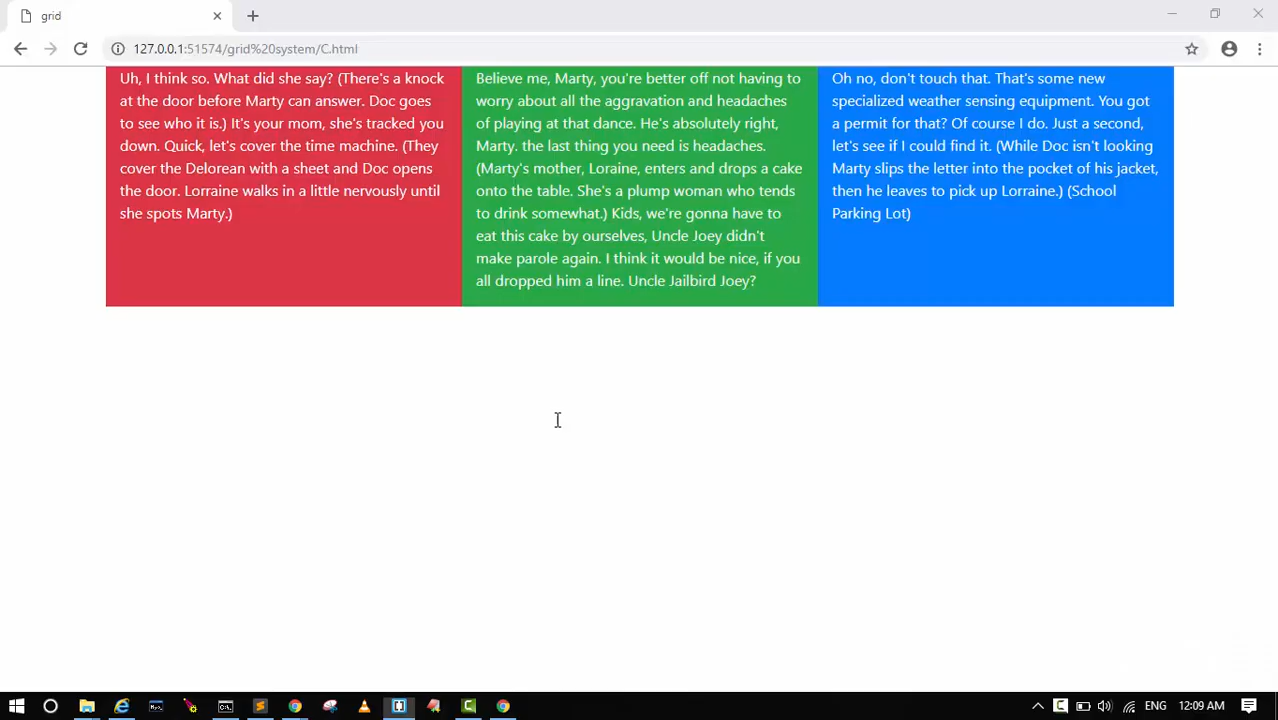 grid
127.0.0.1:51574/grid%20system/C.html
Uh, I think so. What did she say? (There's a knock
at the door before Marty can answer. Doc goes
to see who it is.) It's your mom, she's tracked you
down. Quick, let's cover the time machine. (They
cover the Delorean with a sheet and Doc opens
the door. Lorraine walks in a little nervously until
she spots Marty.)
Believe me, Marty, you're better off not having to
worry about all the aggravation and headaches
of playing at that dance. He's absolutely right,
Marty. the last thing you need is headaches.
(Marty's mother, Loraine, enters and drops a cake
onto the table. She's a plump woman who tends
to drink somewhat.) Kids, we're gonna have to
eat this cake by ourselves, Uncle Joey didn't
make parole again. I think it would be nice, if you
all dropped him a line. Uncle Jailbird Joey?
Oh no, don't touch that. That's some new
specialized weather sensing equipment. You got
a permit for that? Of course I do. Just a second,
let's see if I could find it. (While Doc isn't looking
Marty slips the letter into the pocket of his jacket,
then he leaves to pick up Lorraine.) (School
Parking Lot)
ENG
12:09 AM